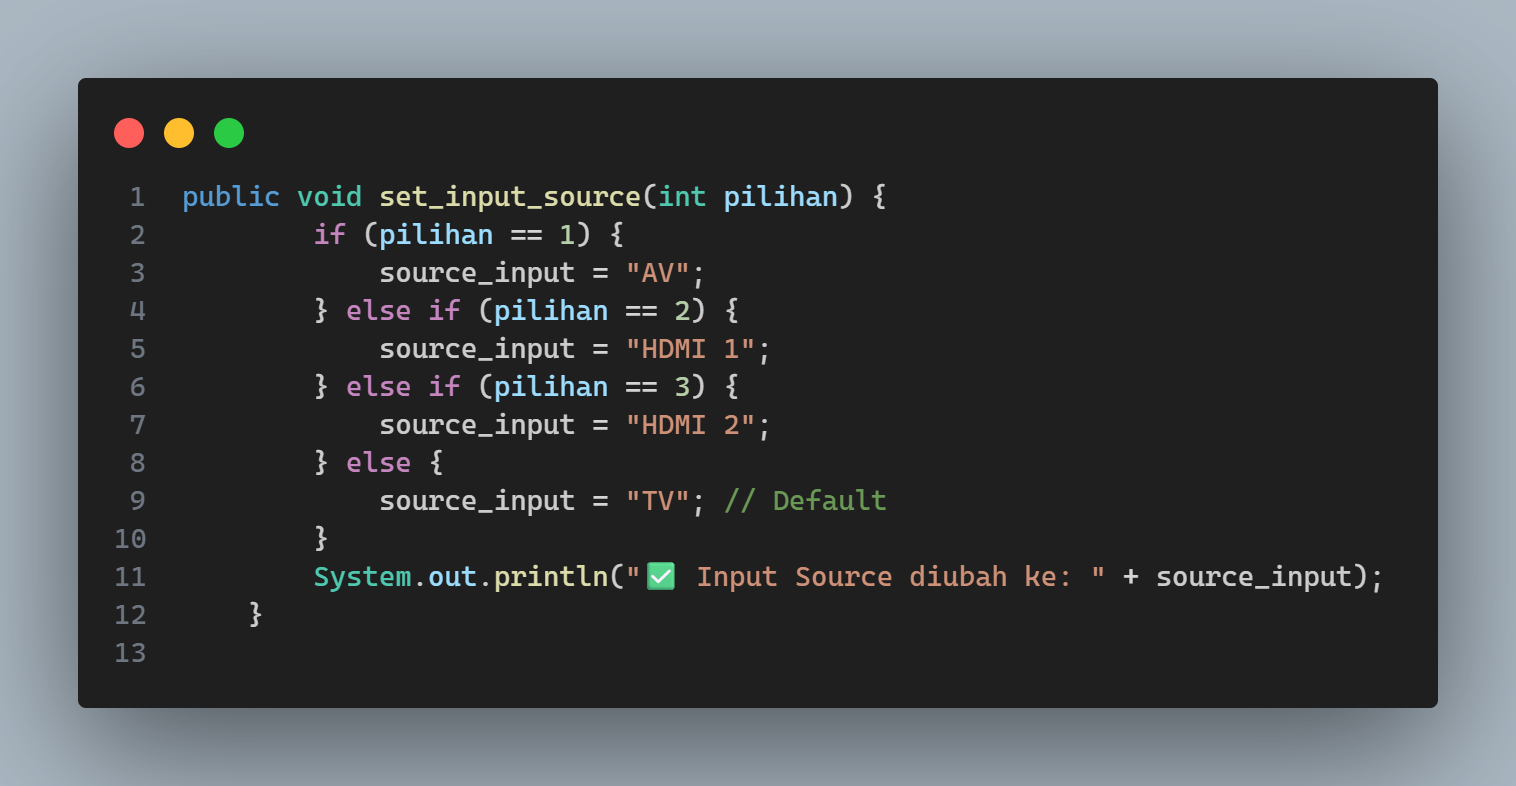 1 public void set_input_source(int pilihan) {
2         if (pilihan == 1) {
3             source_input = "AV";
4         } else if (pilihan == 2) {
5             source_input = "HDMI 1";
6         } else if (pilihan == 3) {
7             source_input = "HDMI 2";
8         } else {
9             source_input = "TV"; // Default
10         }
11         System.out.println("✅ Input Source diubah ke: " + source_input);
12     }
13